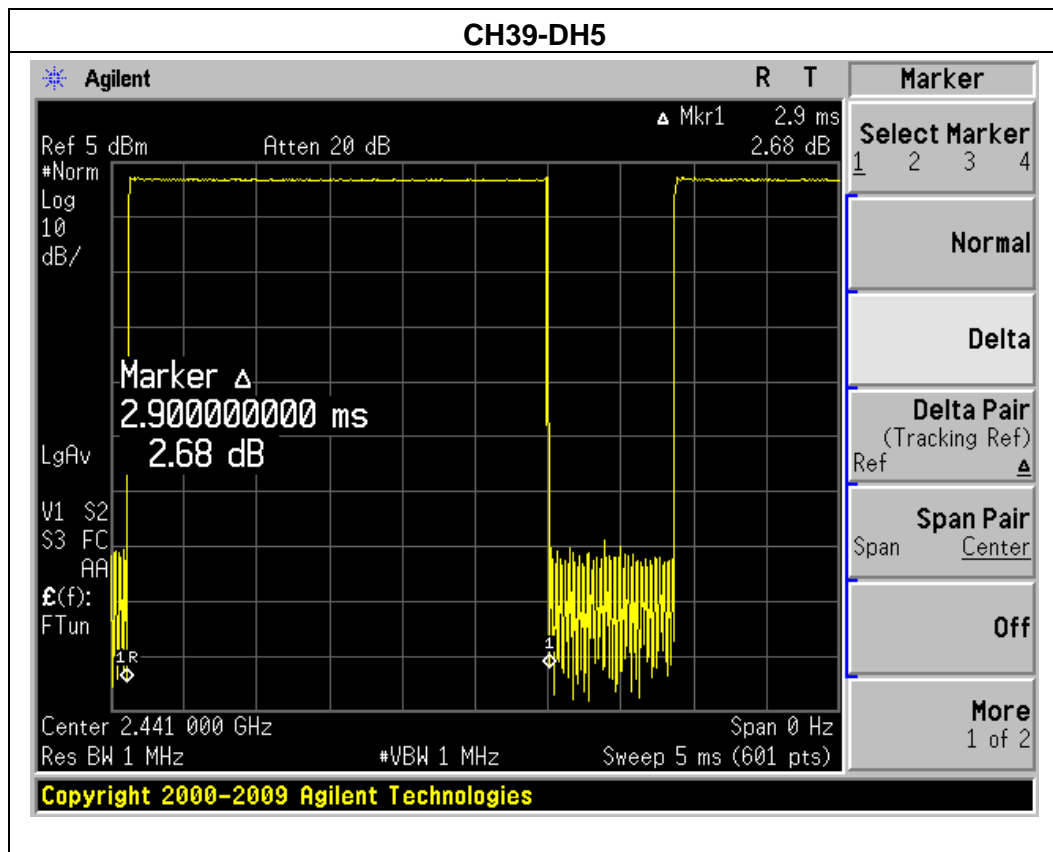 CH39-DH5
Agilent
R T
Marker
Δ Mkr1 2.9 ms
Ref 5 dBm Atten 20 dB 2.68 dB
#Norm
Log
10
dB/
Marker Δ
2.900000000 ms
2.68 dB
LgAv
V1 S2
S3 FC
AA
£(f):
FTun
1R
1
Center 2.441 000 GHz Span 0 Hz
Res BW 1 MHz #VBW 1 MHz Sweep 5 ms (601 pts)
Select Marker
1 2 3 4
Normal
Delta
Delta Pair
(Tracking Ref)
Ref Δ
Span Pair
Span Center
Off
More
1 of 2
Copyright 2000-2009 Agilent Technologies